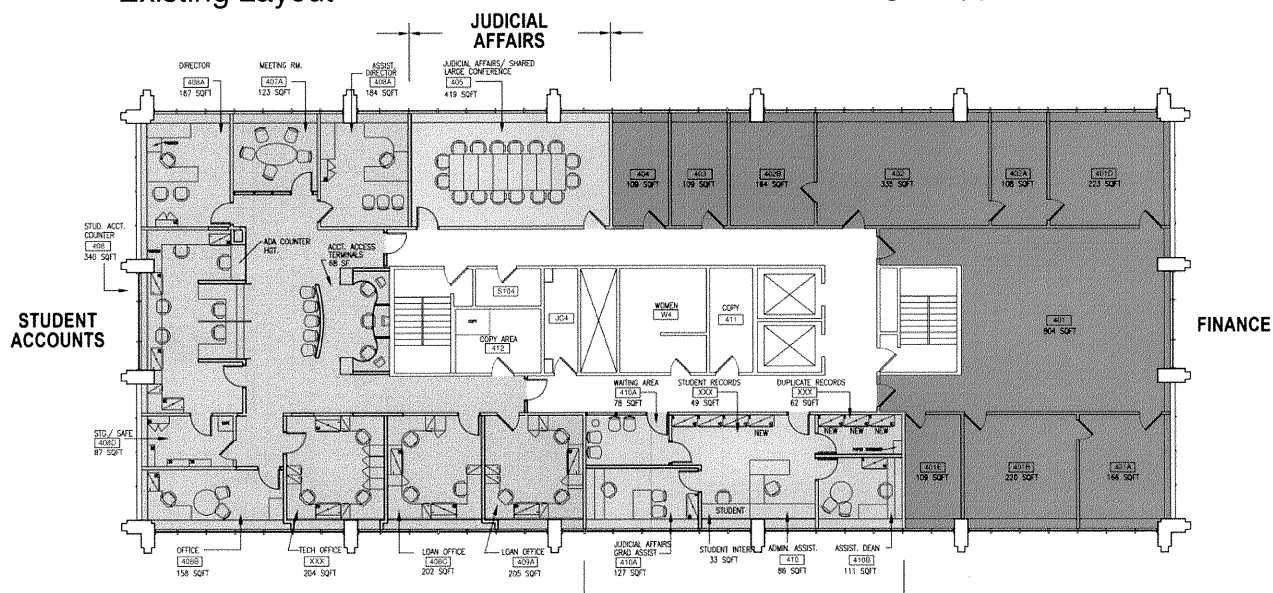 Existing Layout
JUDICIAL
AFFAIRS
DIRECTOR
408A
187 SQFT
MEETING RM.
407A
123 SQFT
ASSIST.
DIRECTOR
408A
184 SQFT
JUDICIAL AFFAIRS/ SHARED
LARGE CONFERENCE
405
419 SQFT
404
109 SQFT
403
109 SQFT
402B
164 SQFT
402
335 SQFT
402A
108 SQFT
401D
223 SQFT
STUD. ACCT.
COUNTER
408
340 SQFT
ADA COUNTER
HGT.
ACCT. ACCESS
TERMINALS
68 SF.
STUDENT
ACCOUNTS
S104
JC4
WOMEN
W4
COPY
411
COPY AREA
412
401
804 SQFT
FINANCE
WAITING AREA
410A
78 SQFT
STUDENT RECORDS
XXX
49 SQFT
DUPLICATE RECORDS
XXX
62 SQFT
NEW
NEW NEW NEW
STG./ SAFE
408D
87 SQFT
SAFE
401E
109 SQFT
401B
220 SQFT
401A
166 SQFT
STUDENT
OFFICE
408B
158 SQFT
TECH OFFICE
XXX
204 SQFT
LOAN OFFICE
408C
202 SQFT
LOAN OFFICE
409A
205 SQFT
JUDICIAL AFFAIRS
GRAD ASSIST
410A
127 SQFT
STUDENT INTERN
33 SQFT
ADMIN. ASSIST.
410
86 SQFT
ASSIST. DEAN
410B
111 SQFT